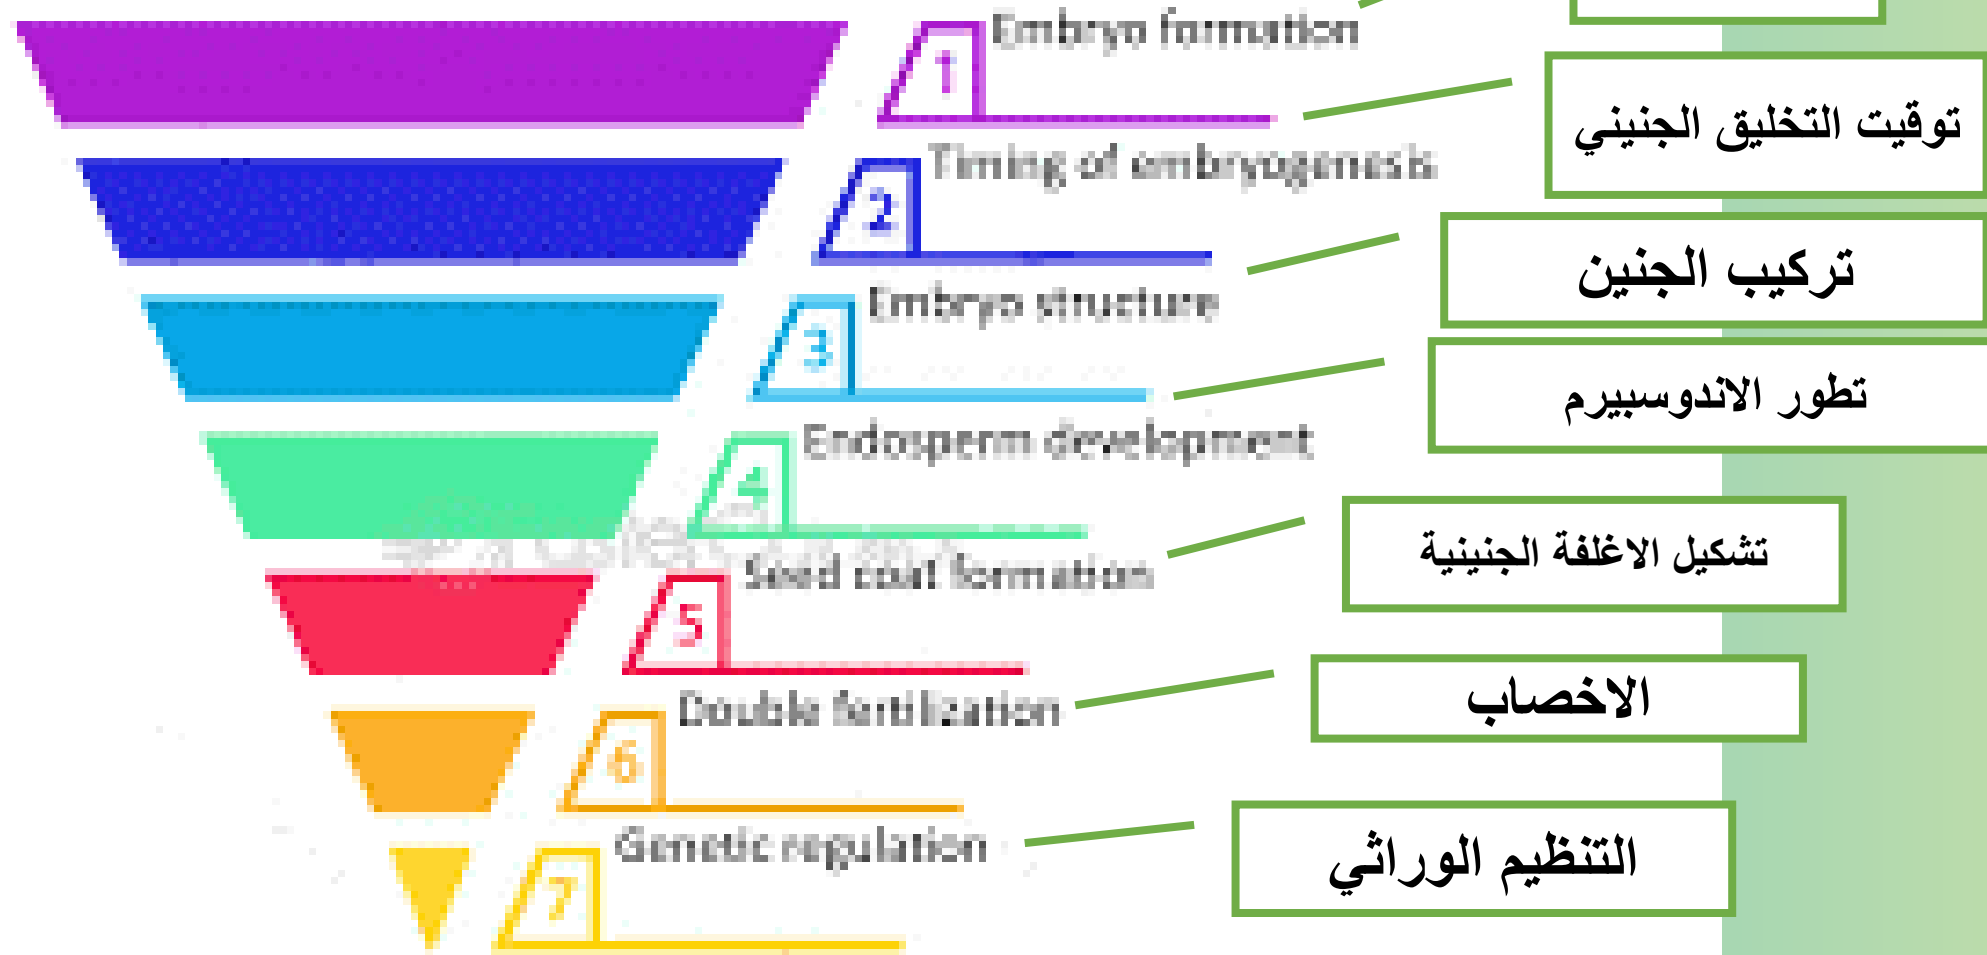 Embryo formation
1
Timing of embryogenesis
توقيت التخليق الجنيني
2
Embryo structure
تركيب الجنين
3
Endosperm development
تطور الاندوسبيرم
4
Seed coat formation
تشكيل الاغلفة الجنينية
5
Double fertilization
الاخصاب
6
Genetic regulation
التنظيم الوراثي
7